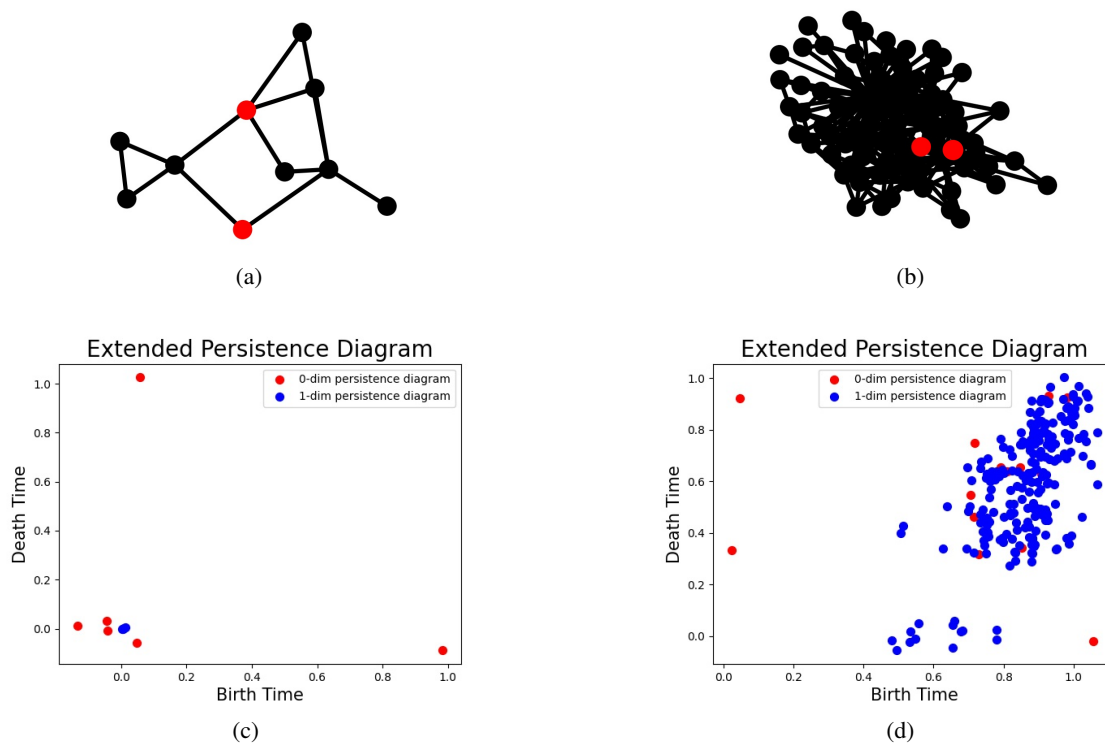 (a)
(b)
Extended Persistence Diagram
0-dim persistence diagram
1-dim persistence diagram
1.0
0.8
0.6
0.4
0.2
0.0
Death Time
0.0 0.2 0.4 0.6 0.8 1.0
Birth Time
(c)
Extended Persistence Diagram
0-dim persistence diagram
1-dim persistence diagram
1.0
0.8
0.6
0.4
0.2
0.0
Death Time
0.0 0.2 0.4 0.6 0.8 1.0
Birth Time
(d)